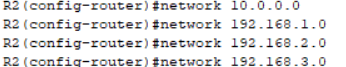 R2(config-router)#network 10.0.0.0
R2(config-router)#network 192.168.1.0
R2(config-router)#network 192.168.2.0
R2(config-router)#network 192.168.3.0